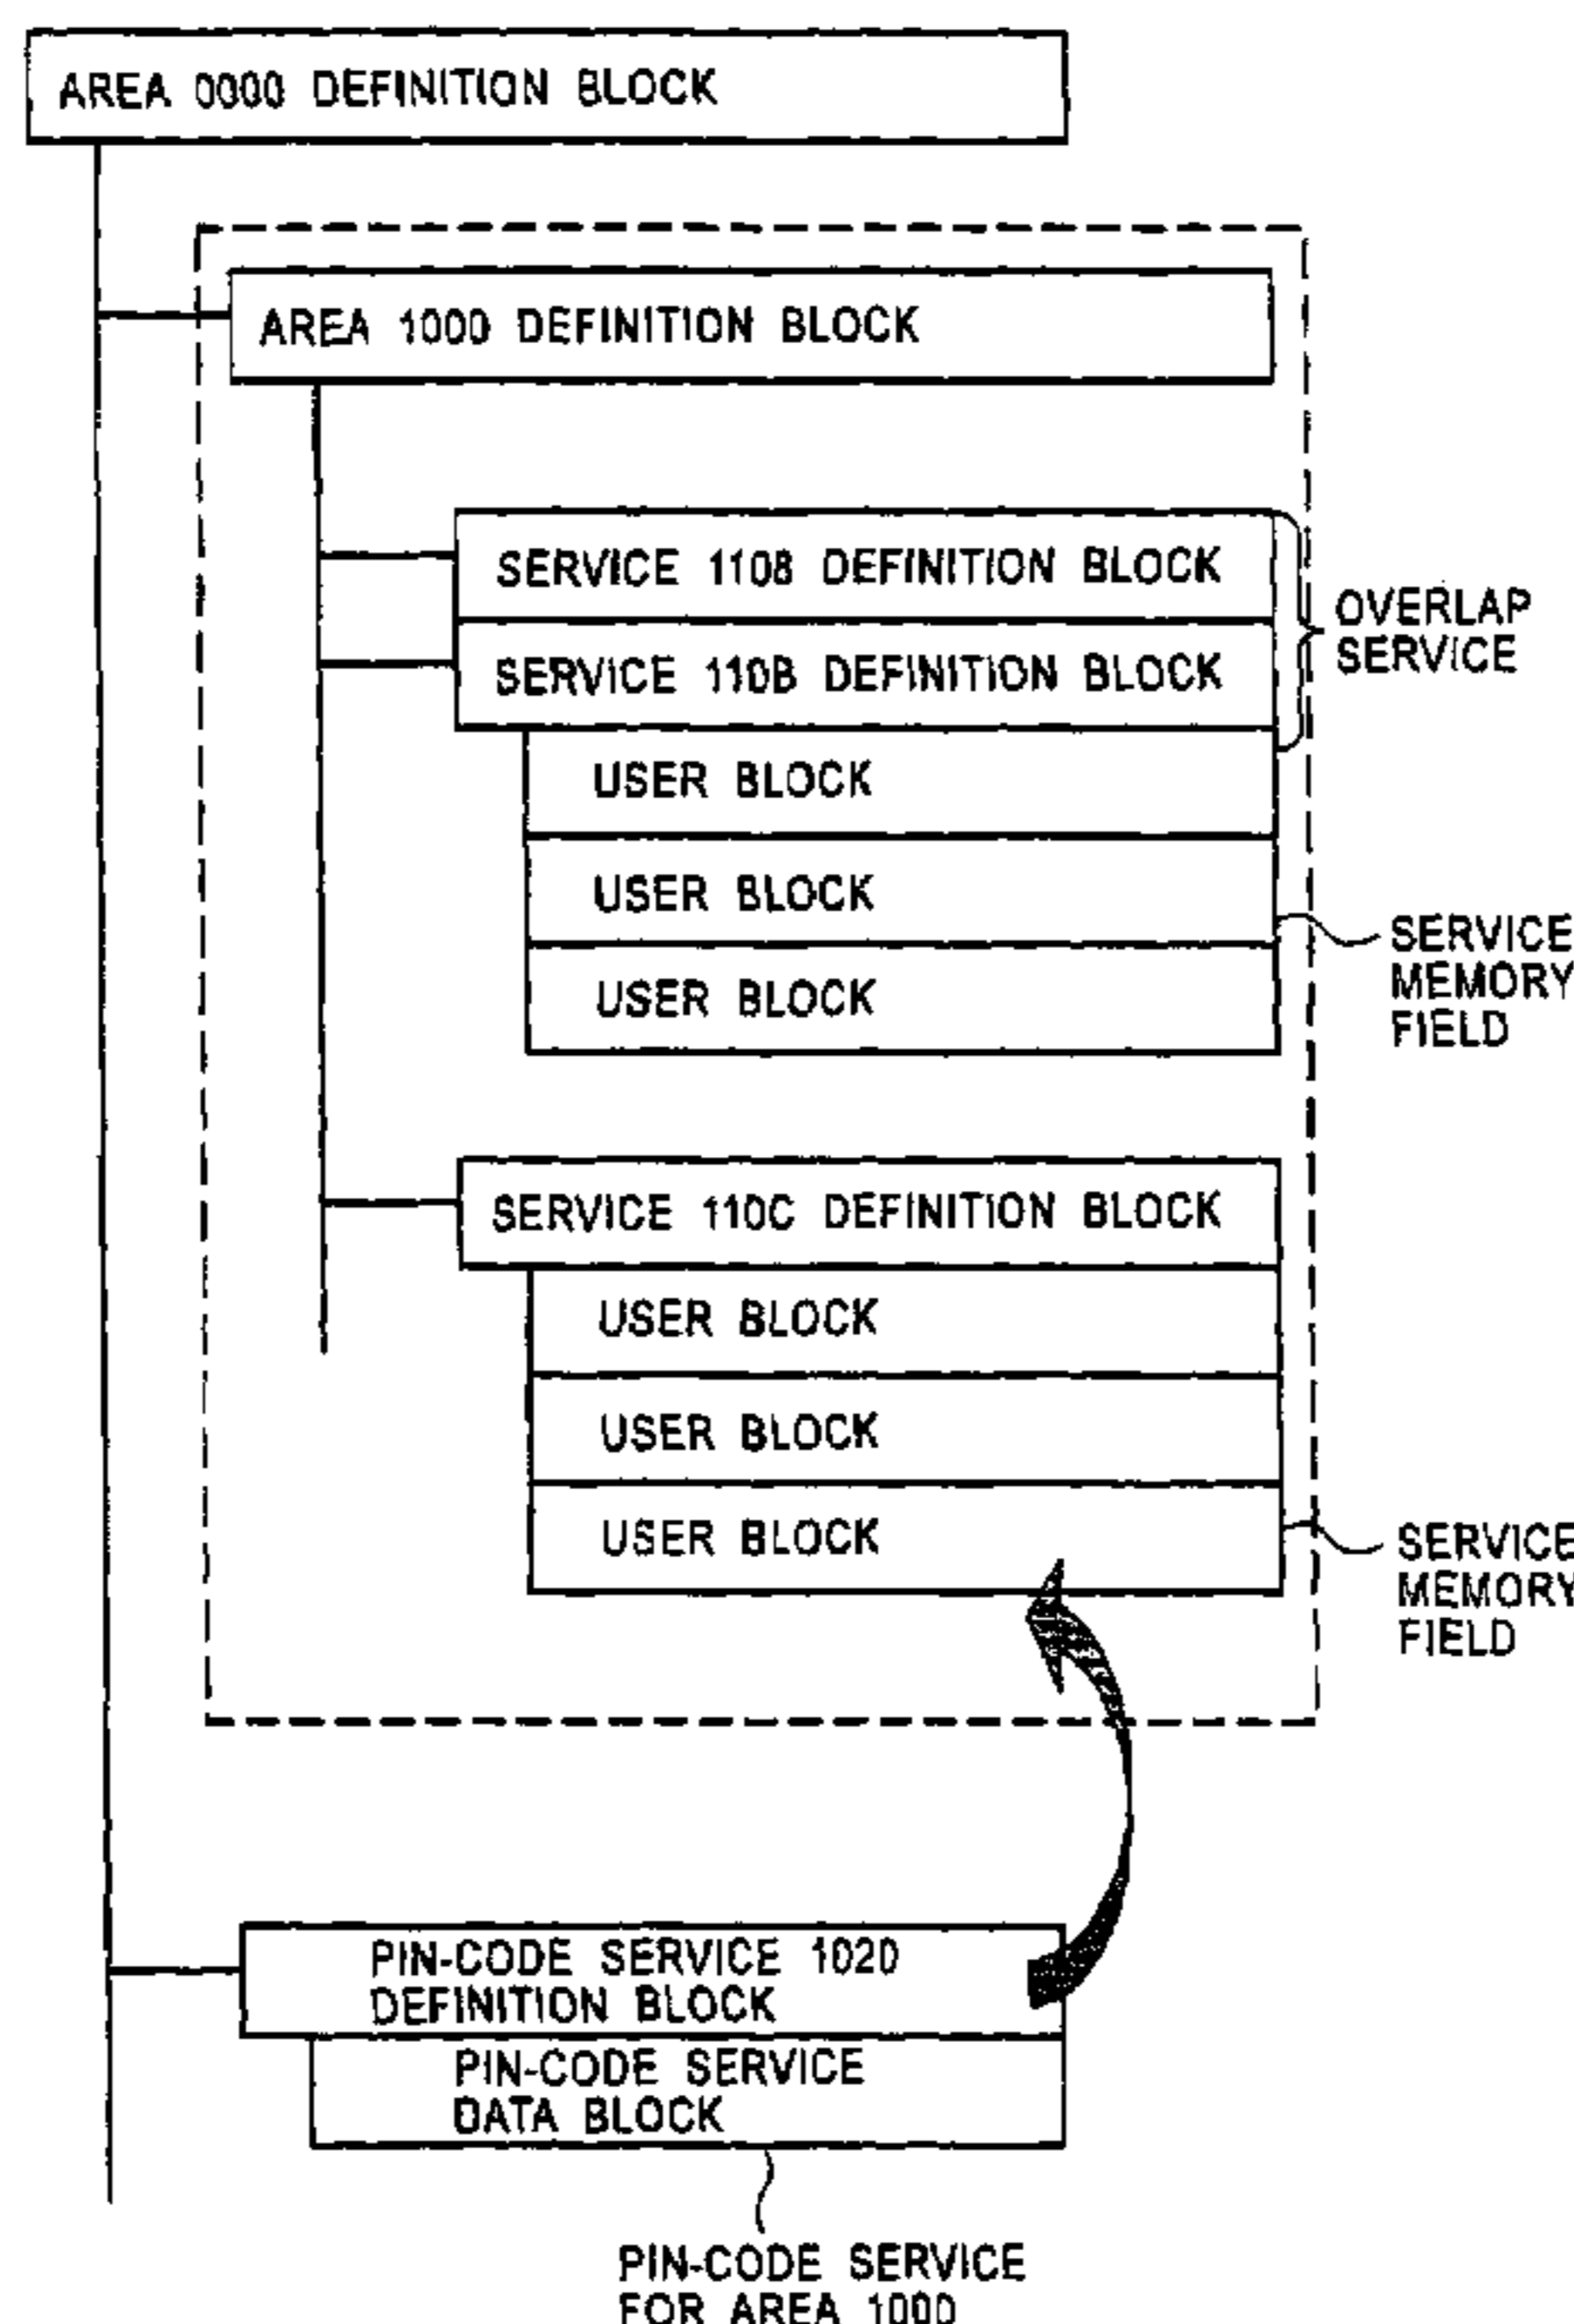 AREA 0000 DEFINITION BLOCK
AREA 1000 DEFINITION BLOCK
SERVICE 1108 DEFINITION BLOCK
SERVICE 110B DEFINITION BLOCK
OVERLAP
SERVICE
USER BLOCK
USER BLOCK
SERVICE
MEMORY
FIELD
USER BLOCK
SERVICE 110C DEFINITION BLOCK
USER BLOCK
USER BLOCK
USER BLOCK
SERVICE
MEMORY
FIELD
PIN-CODE SERVICE 1020
DEFINITION BLOCK
PIN-CODE SERVICE
DATA BLOCK
PIN-CODE SERVICE
FOR AREA 1000